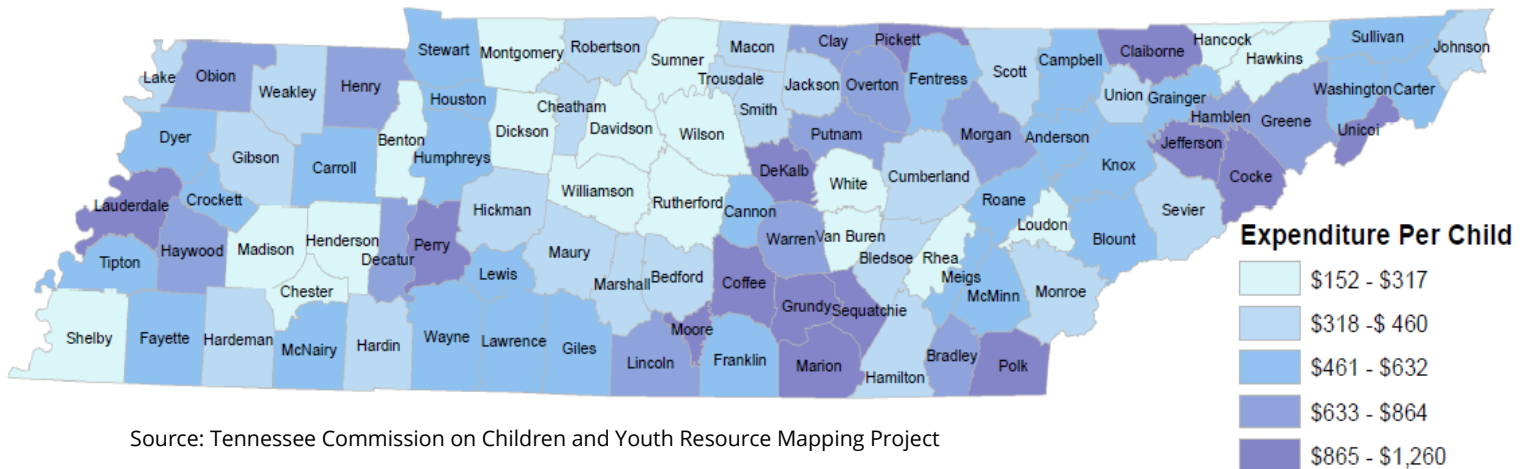 Stewart
Montgomery
Robertson
Sumner
Macon
Clay
Pickett
Claiborne
Hancock
Hawkins
Sullivan
Johnson
Lake
Obion
Weakley
Henry
Houston
Cheatham
Trousdale
Smith
Jackson
Overton
Fentress
Scott
Campbell
Union
Grainger
Hamblen
Greene
Washington
Carter
Unicoi
Dyer
Gibson
Carroll
Benton
Humphreys
Dickson
Davidson
Wilson
Putnam
Morgan
Anderson
Knox
Jefferson
Cocke
Lauderdale
Crockett
Haywood
Madison
Henderson
Decatur
Perry
Hickman
Williamson
Rutherford
Cannon
DeKalb
White
Cumberland
Roane
Loudon
Blount
Sevier
Tipton
Chester
Lewis
Maury
Marshall
Bedford
Coffee
Warren
Van Buren
Bledsoe
Rhea
Meigs
McMinn
Monroe
Shelby
Fayette
Hardeman
McNairy
Hardin
Wayne
Lawrence
Giles
Lincoln
Moore
Franklin
Grundy
Sequatchie
Marion
Hamilton
Bradley
Polk
Expenditure Per Child
$152 - $317
$318 -$ 460
$461 - $632
$633 - $864
$865 - $1,260
Source: Tennessee Commission on Children and Youth Resource Mapping Project